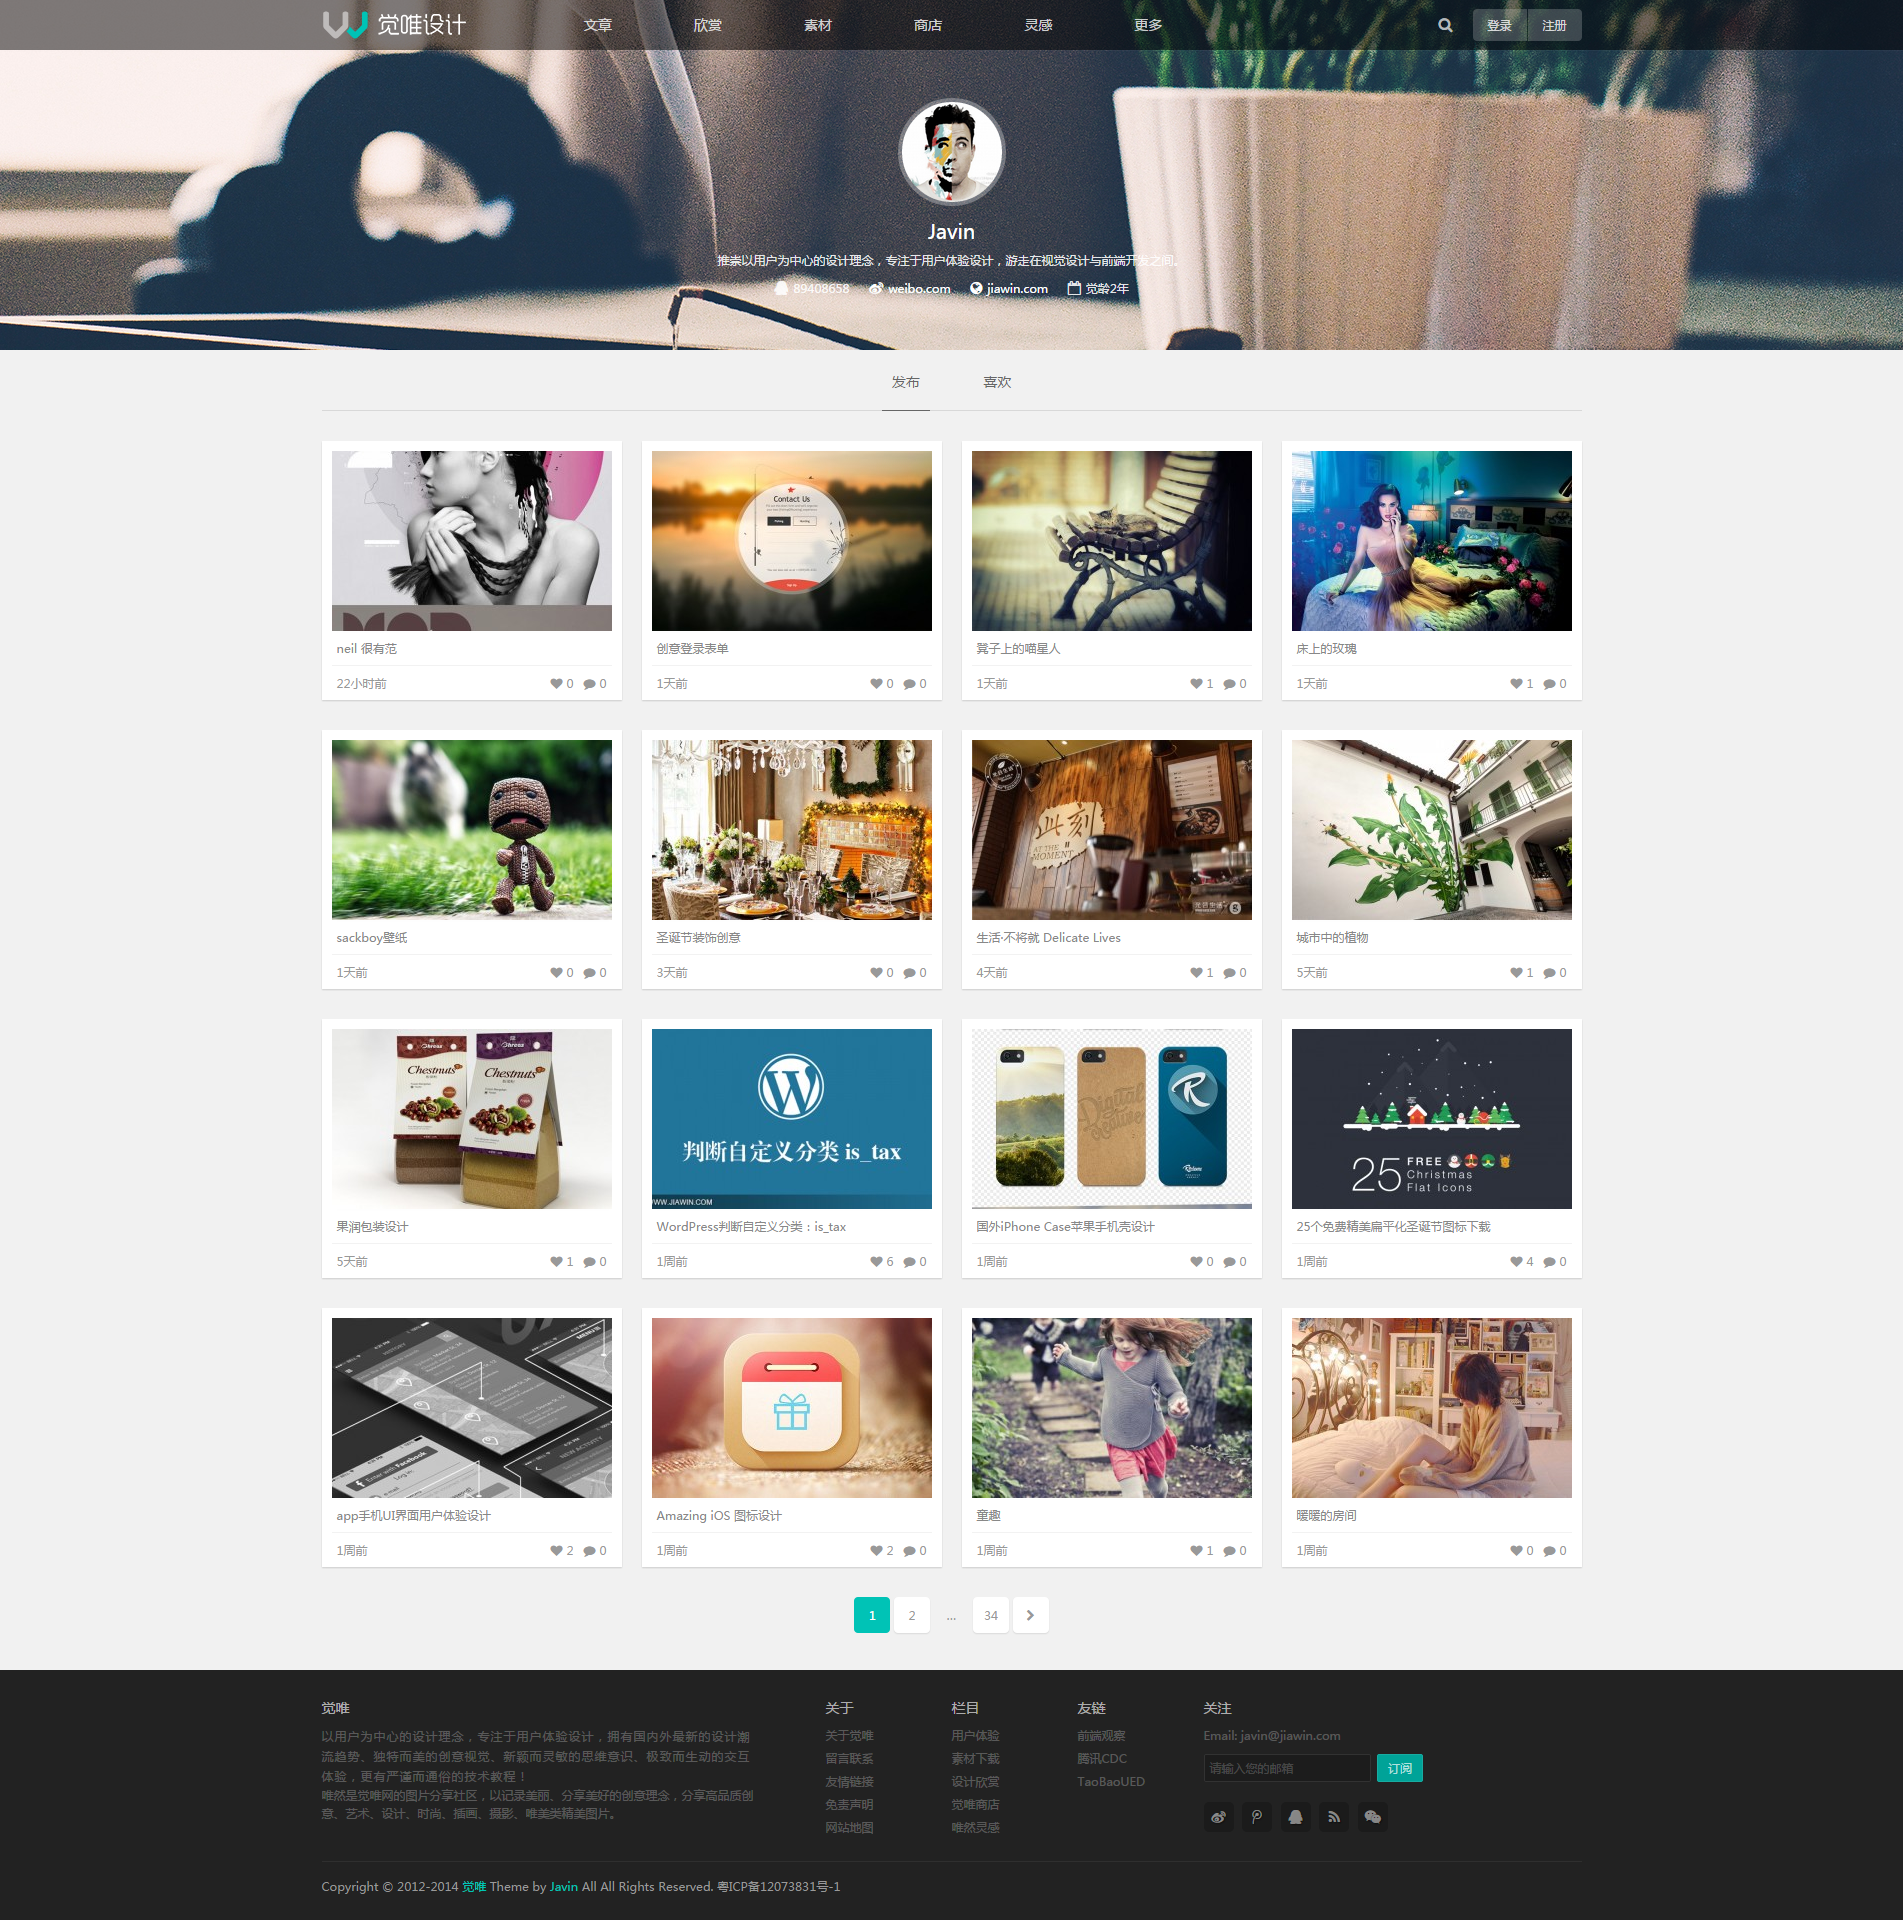 觉唯设计
文章
欣赏
素材
商店
灵感
更多
登录
注册
Javin
推崇以用户为中心的设计理念，专注于用户体验设计，游走在视觉设计与前端开发之间。
89408658
weibo.com
jiawin.com
觉龄2年
发布
喜欢
Contact Us
neil 很有范
22小时前
0
0
创意登录表单
1天前
0
0
凳子上的喵星人
1天前
1
0
床上的玫瑰
1天前
1
0
此刻
AT THE
MOMENT
sackboy壁纸
1天前
0
0
圣诞节装饰创意
3天前
0
0
生活·不将就 Delicate Lives
4天前
1
0
城市中的植物
5天前
1
0
Chestnuts
Chestnuts
判断自定义分类 is_tax
WWW.JIAWIN.COM
25
FREE
Christmas
Flat Icons
果润包装设计
5天前
1
0
WordPress判断自定义分类：is_tax
1周前
6
0
国外iPhone Case苹果手机壳设计
1周前
0
0
25个免费精美扁平化圣诞节图标下载
1周前
4
0
HISTORY
MENU
NEW ACTIVITY
Enter with Facebook
app手机UI界面用户体验设计
1周前
2
0
Amazing iOS 图标设计
1周前
2
0
童趣
1周前
1
0
暖暖的房间
1周前
0
0
1
2
...
34
觉唯
以用户为中心的设计理念，专注于用户体验设计，拥有国内外最新的设计潮
流趋势、独特而美的创意视觉、新颖而灵敏的思维意识、极致而生动的交互
体验，更有严谨而通俗的技术教程！
唯然是觉唯网的图片分享社区，以记录美丽、分享美好的创意理念，分享高品质创
意、艺术、设计、时尚、插画、摄影、唯美类精美图片。
关于
关于觉唯
留言联系
友情链接
免责声明
网站地图
栏目
用户体验
素材下载
设计欣赏
觉唯商店
唯然灵感
友链
前端观察
腾讯CDC
TaoBaoUED
关注
Email: javin@jiawin.com
请输入您的邮箱
订阅
Copyright © 2012-2014 觉唯 Theme by Javin All All Rights Reserved. 粤ICP备12073831号-1